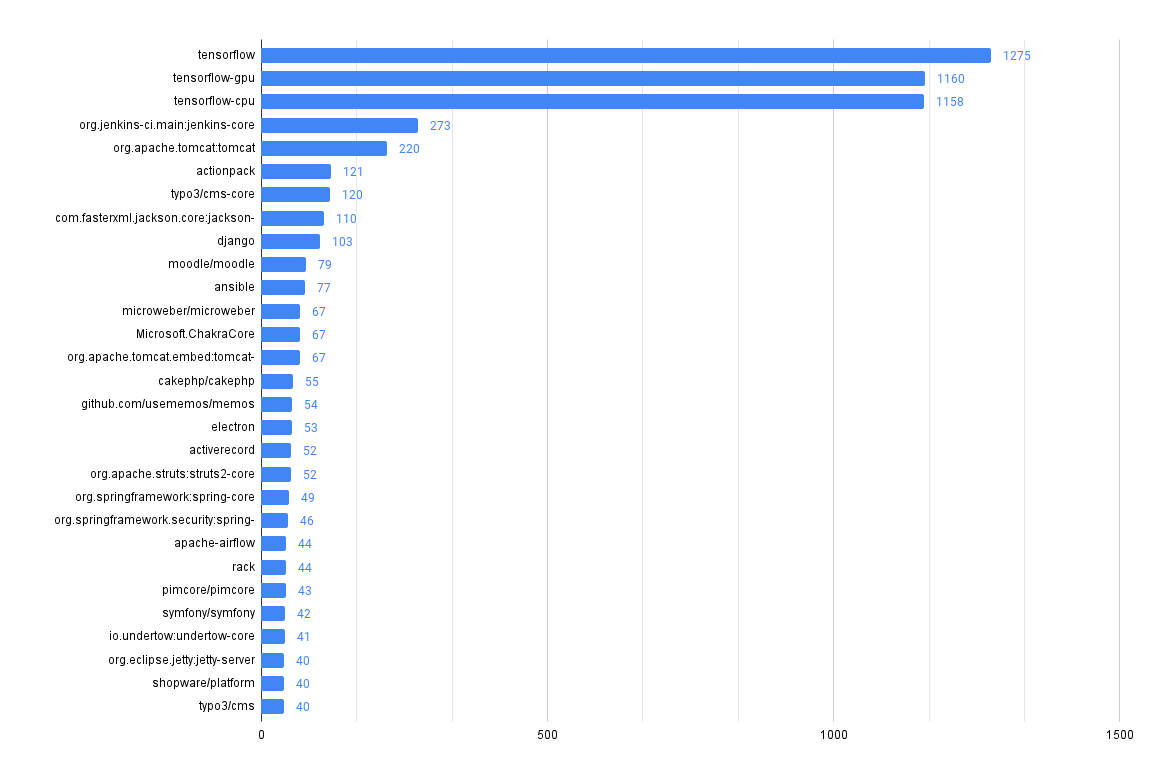 tensorflow 1275
tensorflow-gpu 1160
tensorflow-cpu 1158
org.jenkins-ci.main:jenkins-core 273
org.apache.tomcat:tomcat 220
actionpack 121
typo3/cms-core 120
com.fasterxml.jackson.core:jackson- 110
django 103
moodle/moodle 79
ansible 77
microweber/microweber 67
Microsoft.ChakraCore 67
org.apache.tomcat.embed:tomcat- 67
cakephp/cakephp 55
github.com/usememos/memos 54
electron 53
activerecord 52
org.apache.struts:struts2-core 52
org.springframework:spring-core 49
org.springframework.security:spring- 46
apache-airflow 44
rack 44
pimcore/pimcore 43
symfony/symfony 42
io.undertow:undertow-core 41
org.eclipse.jetty:jetty-server 40
shopware/platform 40
typo3/cms 40
0 500 1000 1500